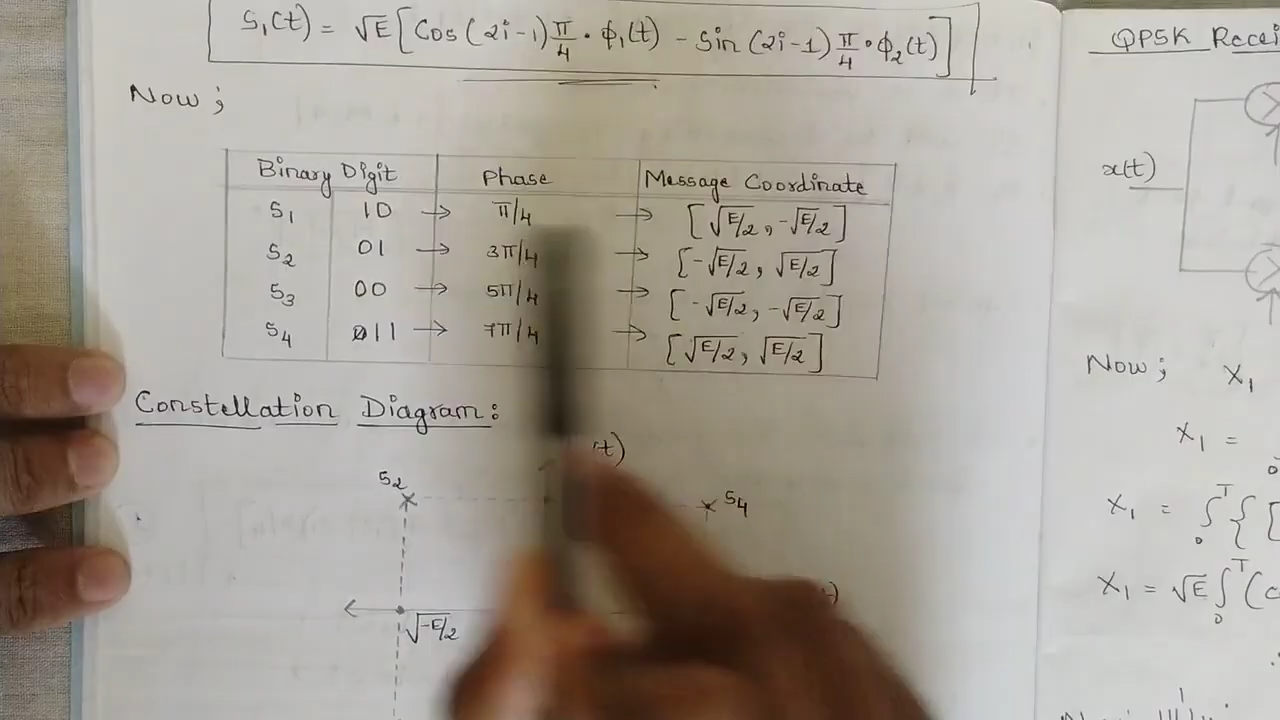 S₁(t) = √E [Cos (2i-1) π/4 · φ₁(t) - Sin (2i-1) π/4 · φ₂(t)]
Now ;
Binary Digit | Phase | Message Coordinate
S₁ | 10 → π/4 → [√E/2, -√E/2]
S₂ | 01 → 3π/4 → [-√E/2, √E/2]
S₃ | 00 → 5π/4 → [-√E/2, -√E/2]
S₄ | 11 → 7π/4 → [√E/2, √E/2]
Constellation Diagram :
(t)
S₂
S₄
√-E/2
QPSK
x(t)
Now ; X₁
X₁ =
X₁ = ∫₀ᵀ { [
X₁ = √E ∫₀ᵀ (